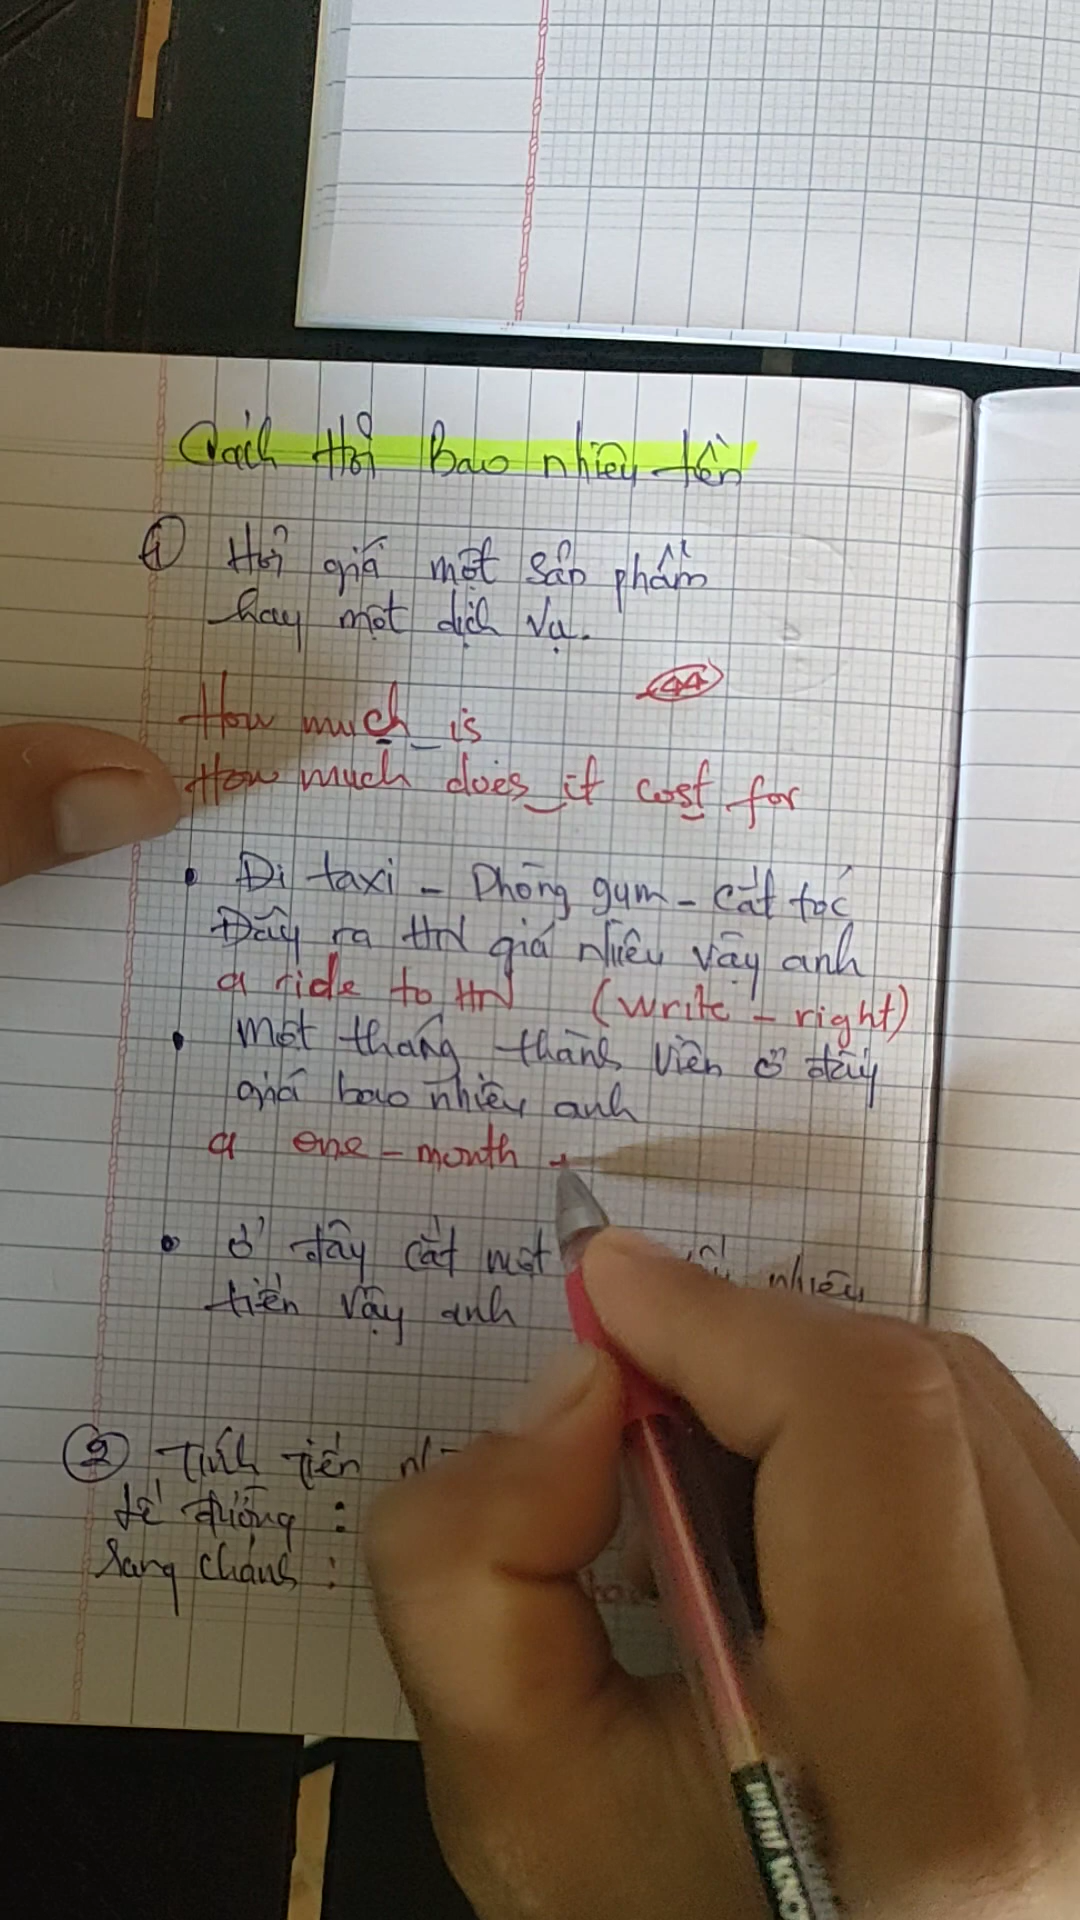 Cách Hỏi Bao nhiêu tiền
① Hỏi giá một sản phẩm
hay một dịch vụ.
44
How much is
How much does it cost for
• Đi taxi - Phòng gym - cắt tóc
Đây ra HN giá nhiêu vậy anh
a ride to HN (write - right)
• một tháng thành viên ở đây
giá bao nhiêu anh
a one-month
• ở đây cắt một nhiêu
tiền vậy anh
② Tính tiền
lề đường :
Sang chảnh :